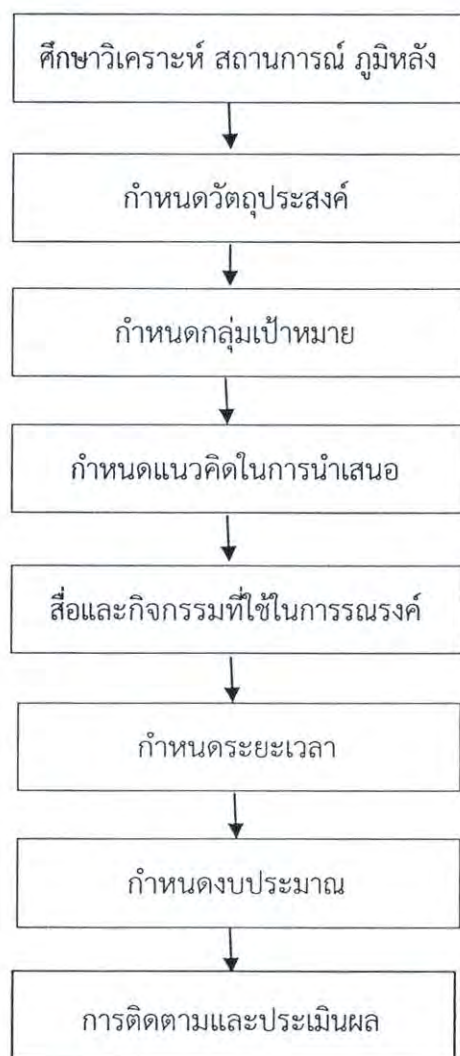 ศึกษาวิเคราะห์ สถานการณ์ ภูมิหลัง
กำหนดวัตถุประสงค์
กำหนดกลุ่มเป้าหมาย
กำหนดแนวคิดในการนำเสนอ
สื่อและกิจกรรมที่ใช้ในการรณรงค์
กำหนดระยะเวลา
กำหนดงบประมาณ
การติดตามและประเมินผล